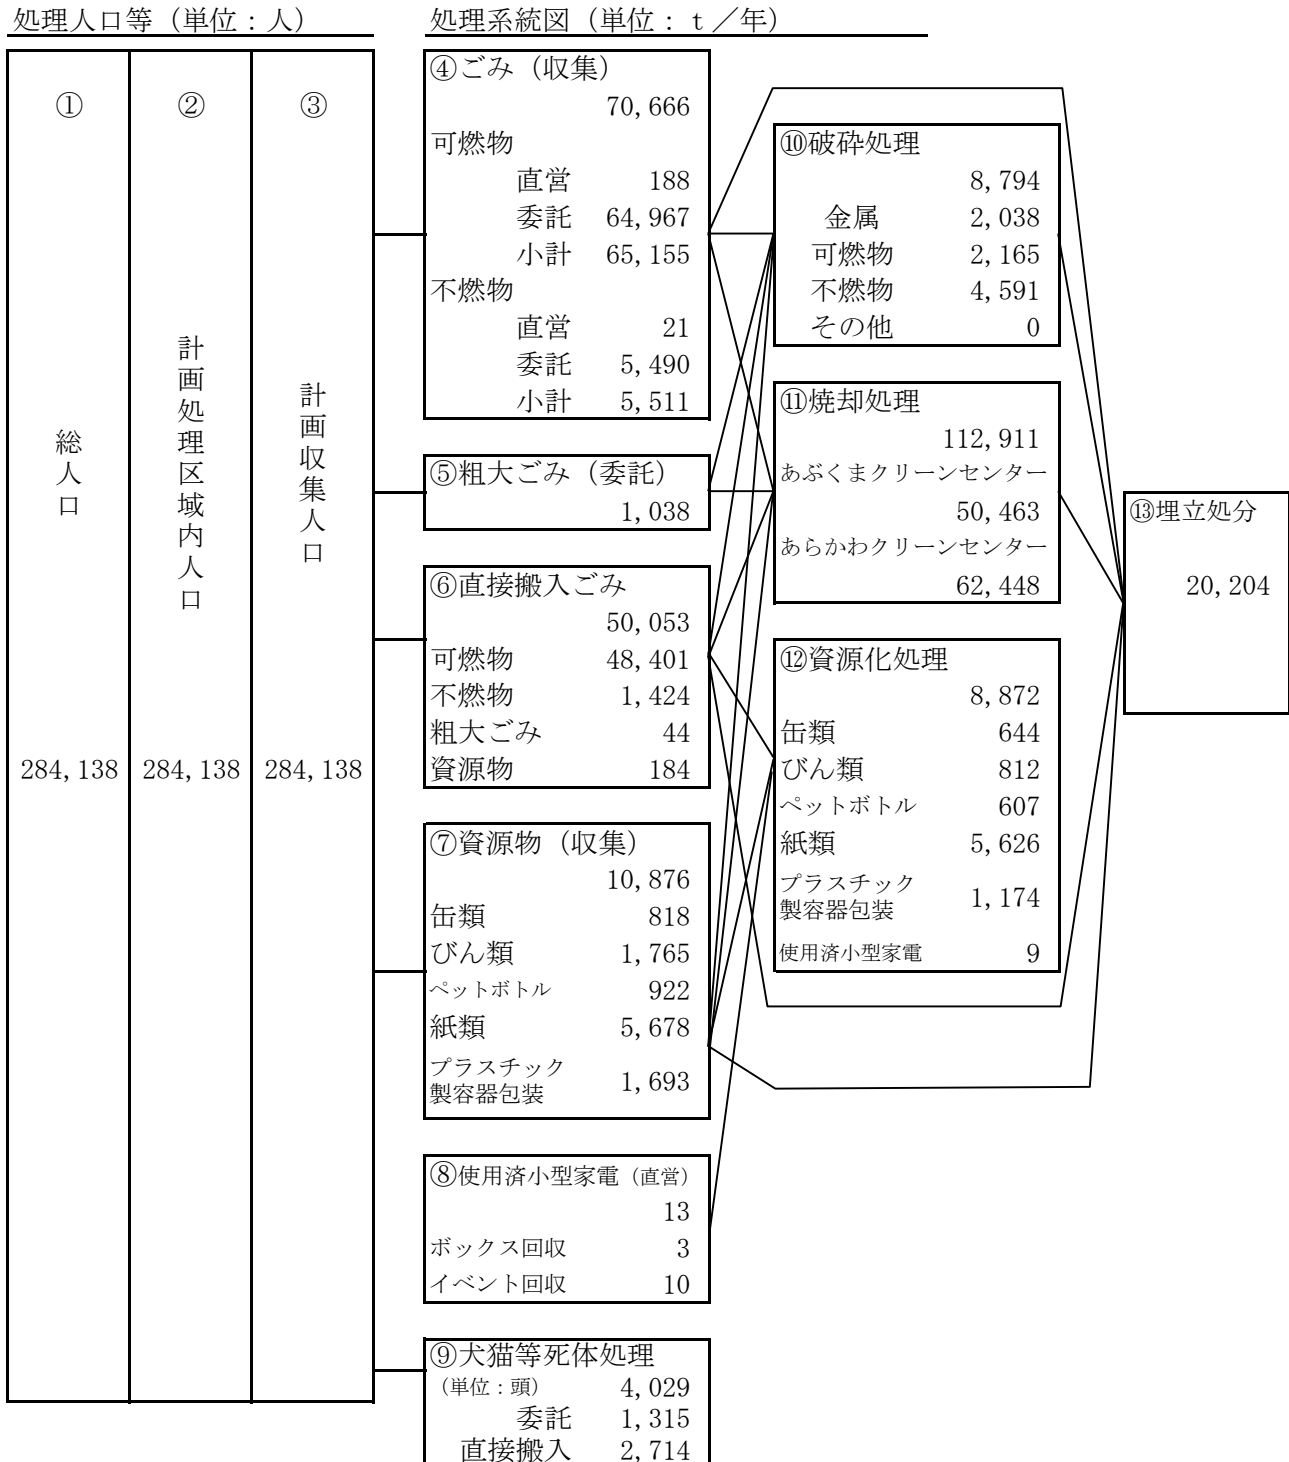 処理人口等（単位：人）
① ② ③
総人口
計画処理区域内人口
計画収集人口
284,138 284,138 284,138
処理系統図（単位：ｔ／年）
④ごみ（収集）
70,666
可燃物
直営 188
委託 64,967
小計 65,155
不燃物
直営 21
委託 5,490
小計 5,511
⑤粗大ごみ（委託）
1,038
⑥直接搬入ごみ
50,053
可燃物 48,401
不燃物 1,424
粗大ごみ 44
資源物 184
⑦資源物（収集）
10,876
缶類 818
びん類 1,765
ペットボトル 922
紙類 5,678
プラスチック
製容器包装 1,693
⑧使用済小型家電（直営）
13
ボックス回収 3
イベント回収 10
⑨犬猫等死体処理
（単位：頭） 4,029
委託 1,315
直接搬入 2,714
⑩破砕処理
8,794
金属 2,038
可燃物 2,165
不燃物 4,591
その他 0
⑪焼却処理
112,911
あぶくまクリーンセンター
50,463
あらかわクリーンセンター
62,448
⑫資源化処理
8,872
缶類 644
びん類 812
ペットボトル 607
紙類 5,626
プラスチック
製容器包装 1,174
使用済小型家電 9
⑬埋立処分
20,204